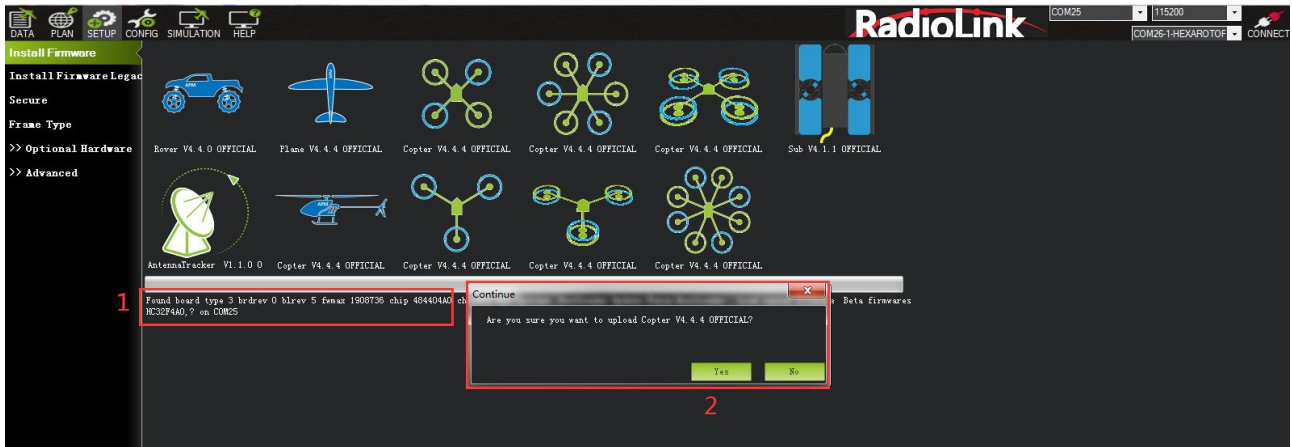 DATA PLAN SETUP CONFIG SIMULATION HELP
RadioLink
COM25 115200
COM26-1-HEXAROTOF
CONNECT
Install Firmware
Install Firmware Legac
Secure
Frame Type
>> Optional Hardware
>> Advanced
Rover V4.4.0 OFFICIAL Plane V4.4.4 OFFICIAL Copter V4.4.4 OFFICIAL Copter V4.4.4 OFFICIAL Copter V4.4.4 OFFICIAL Sub V4.1.1 OFFICIAL
AntennaTracker V1.1.0 0 Copter V4.4.4 OFFICIAL Copter V4.4.4 OFFICIAL Copter V4.4.4 OFFICIAL Copter V4.4.4 OFFICIAL
1
Found board type 3 brdrev 0 blrev 5 fwmax 1908736 chip 484404A0 ch
HC32F4A0,? on COM25
Continue
Are you sure you want to upload Copter V4.4.4 OFFICIAL?
Yes No
Beta firmwares
2